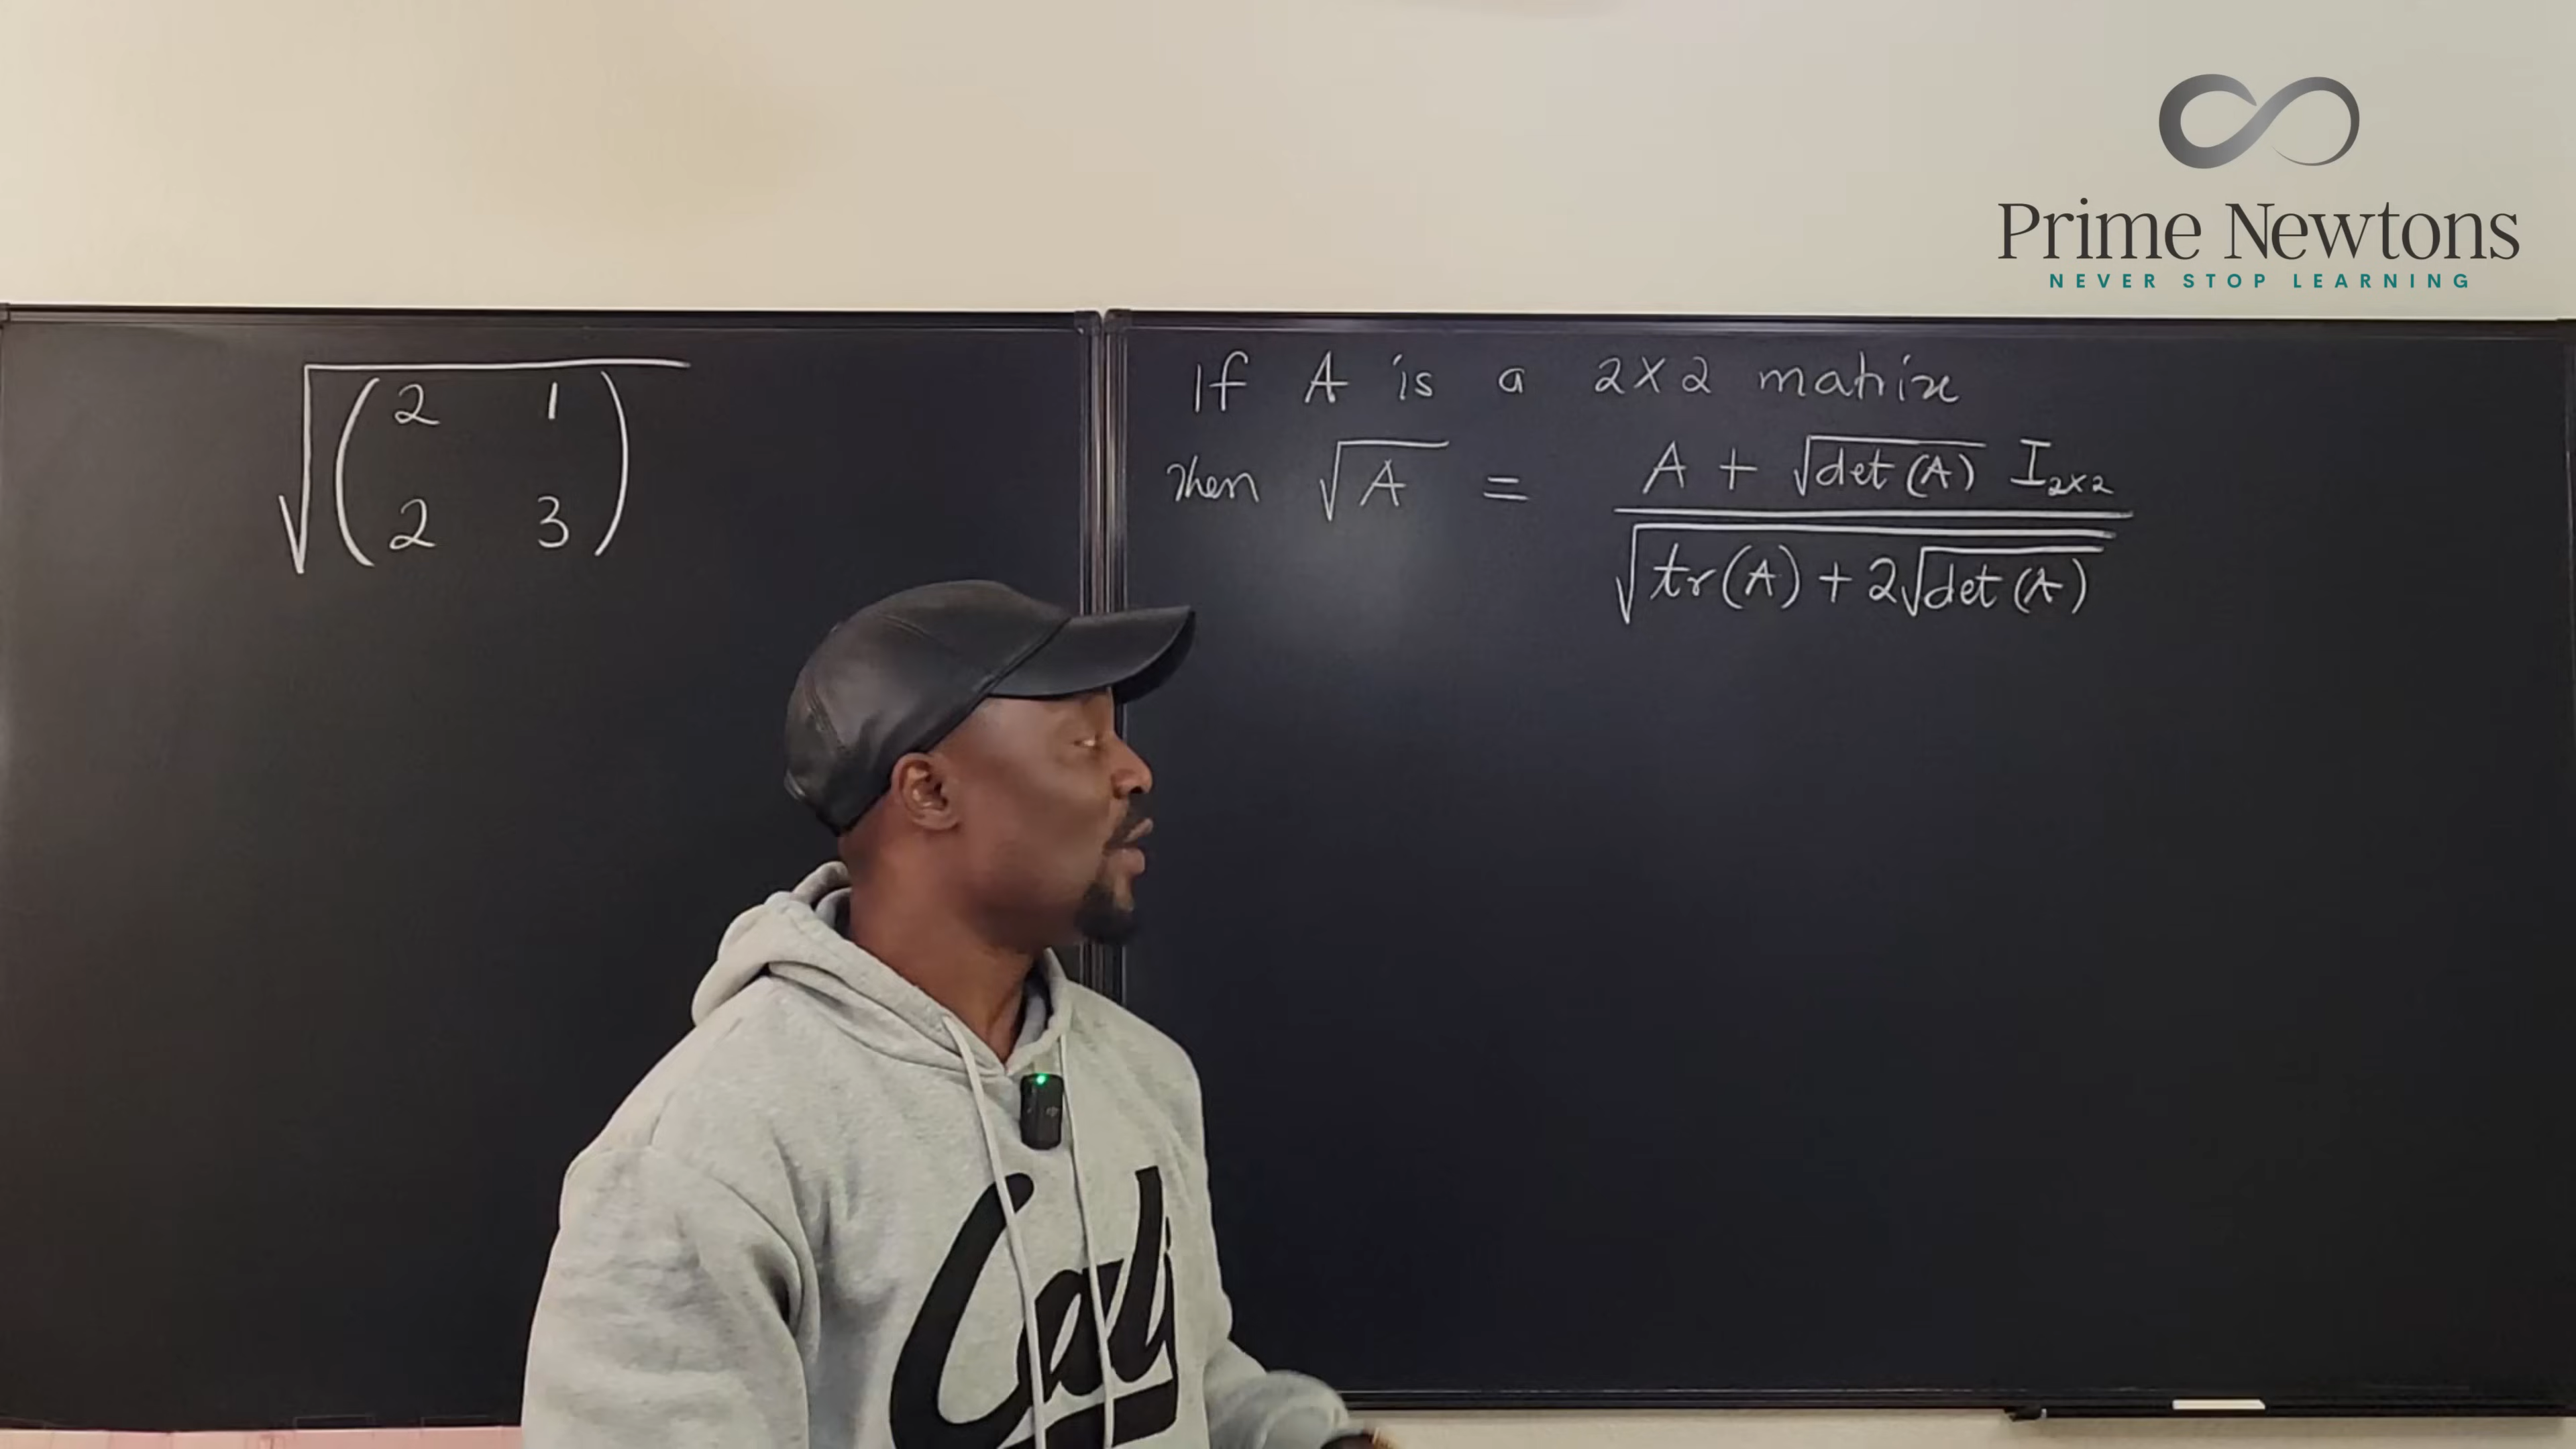 Prime Newtons
NEVER STOP LEARNING
√(2 1
2 3)
If A is a 2x2 matrix
then √A = A + √det(A) I₂ₓ₂
√tr(A) + 2√det(A)
Cali